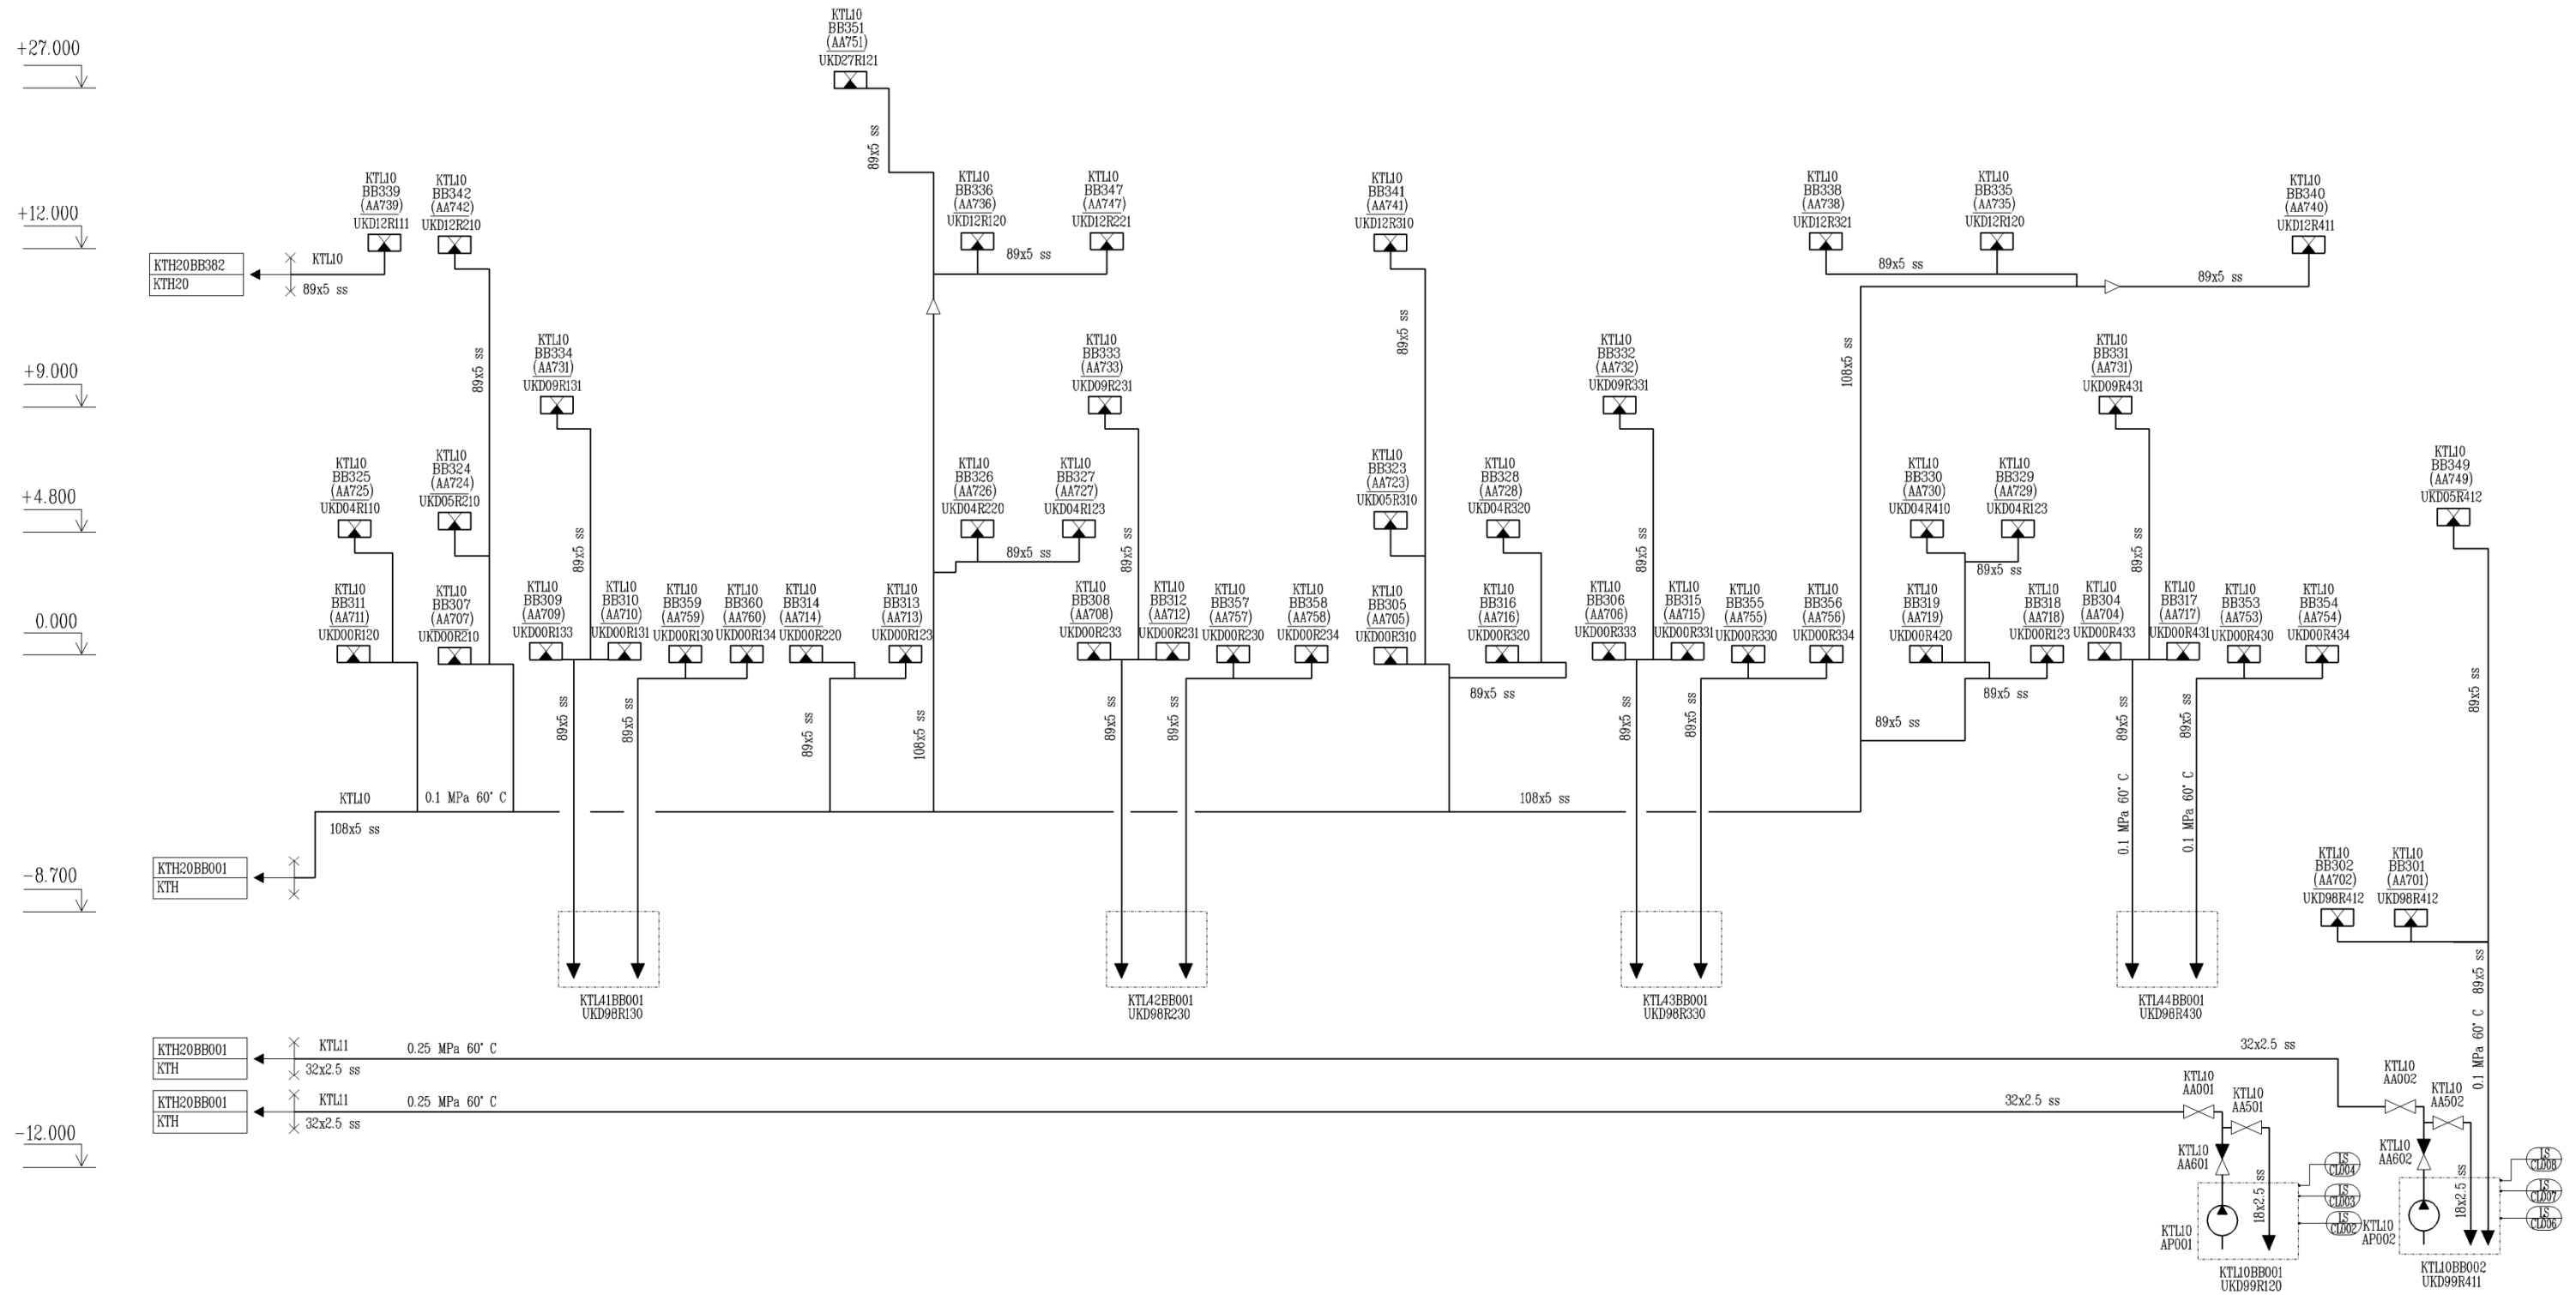 +27.000
KTL10
BB351
(AA751)
UKD27R121
89x5 ss
+12.000
KTL10
BB339
(AA739)
UKD12R111
KTL10
BB342
(AA742)
UKD12R210
KTL10
BB336
(AA736)
UKD12R120
KTL10
BB347
(AA747)
UKD12R221
KTL10
BB341
(AA741)
UKD12R310
KTL10
BB338
(AA738)
UKD12R321
KTL10
BB335
(AA735)
UKD12R120
KTL10
BB340
(AA740)
UKD12R411
KTH20BB382
KTH20
KTL10
89x5 ss
89x5 ss
89x5 ss
89x5 ss
+9.000
89x5 ss
KTL10
BB334
(AA731)
UKD09R131
KTL10
BB333
(AA733)
UKD09R231
89x5 ss
KTL10
BB332
(AA732)
UKD09R331
108x5 ss
KTL10
BB331
(AA731)
UKD09R431
+4.800
KTL10
BB325
(AA725)
UKD04R110
KTL10
BB324
(AA724)
UKD05R210
KTL10
BB326
(AA726)
UKD04R220
KTL10
BB327
(AA727)
UKD04R123
KTL10
BB323
(AA723)
UKD05R310
KTL10
BB328
(AA728)
UKD04R320
KTL10
BB330
(AA730)
UKD04R410
KTL10
BB329
(AA729)
UKD04R123
KTL10
BB349
(AA749)
UKD05R412
89x5 ss
89x5 ss
89x5 ss
89x5 ss
89x5 ss
89x5 ss
0.000
KTL10
BB311
(AA711)
UKD00R120
KTL10
BB307
(AA707)
UKD00R210
KTL10
BB309
(AA709)
UKD00R133
KTL10
BB310
(AA710)
UKD00R131
KTL10
BB359
(AA759)
UKD00R130
KTL10
BB360
(AA760)
UKD00R134
KTL10
BB314
(AA714)
UKD00R220
KTL10
BB313
(AA713)
UKD00R123
KTL10
BB308
(AA708)
UKD00R233
KTL10
BB312
(AA712)
UKD00R231
KTL10
BB357
(AA757)
UKD00R230
KTL10
BB358
(AA758)
UKD00R234
KTL10
BB305
(AA705)
UKD00R310
KTL10
BB316
(AA716)
UKD00R320
KTL10
BB306
(AA706)
UKD00R333
KTL10
BB315
(AA715)
UKD00R331
KTL10
BB355
(AA755)
UKD00R330
KTL10
BB356
(AA756)
UKD00R334
KTL10
BB319
(AA719)
UKD00R420
KTL10
BB318
(AA718)
UKD00R123
KTL10
BB304
(AA704)
UKD00R433
KTL10
BB317
(AA717)
UKD00R431
KTL10
BB353
(AA753)
UKD00R430
KTL10
BB354
(AA754)
UKD00R434
89x5 ss
89x5 ss
89x5 ss
108x5 ss
89x5 ss
89x5 ss
89x5 ss
89x5 ss
89x5 ss
89x5 ss
89x5 ss
89x5 ss
89x5 ss
89x5 ss
KTL10
0.1 MPa 60° C
108x5 ss
108x5 ss
0.1 MPa 60° C
0.1 MPa 60° C
-8.700
KTH20BB001
KTH
KTL10
BB302
(AA702)
UKD98R412
KTL10
BB301
(AA701)
UKD98R412
89x5 ss
0.1 MPa 60° C
KTL41BB001
UKD98R130
KTL42BB001
UKD98R230
KTL43BB001
UKD98R330
KTL44BB001
UKD98R430
KTH20BB001
KTH
KTL11
0.25 MPa 60° C
32x2.5 ss
32x2.5 ss
KTH20BB001
KTH
KTL11
0.25 MPa 60° C
32x2.5 ss
32x2.5 ss
-12.000
KTL10
AA001
KTL10
AA501
KTL10
AA002
KTL10
AA502
KTL10
AA601
KTL10
AA602
18x2.5 ss
18x2.5 ss
LS
CL004
LS
CL003
LS
CL002
LS
CL008
LS
CL007
LS
CL006
KTL10
AP001
KTL10
AP002
KTL10BB001
UKD99R120
KTL10BB002
UKD99R411